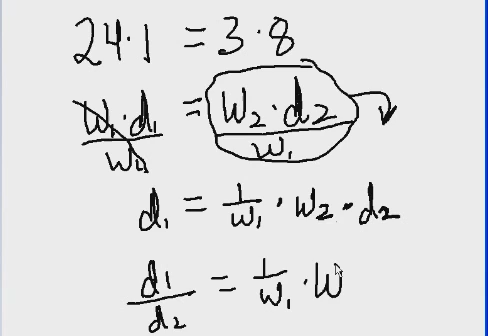 24·1 = 3·8
w₁·d₁/w₁ = w₂·d₂/w₁
d₁ = 1/w₁ · w₂ · d₂
d₁/d₂ = 1/w₁ · w